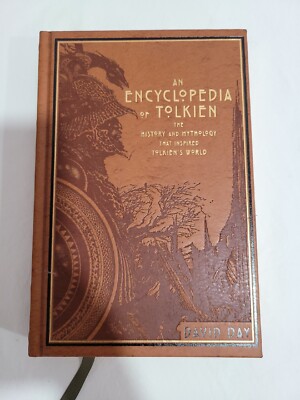 AN
ENCYCLOPEDIA
OF TOLKIEN
THE
HISTORY AND MYTHOLOGY
THAT INSPIRED
TOLKIEN'S WORLD
DAVID DAY